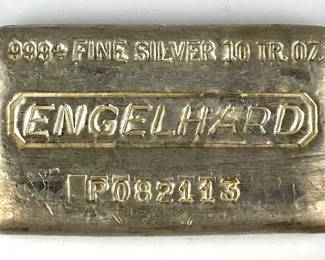 999+ FINE SILVER 10 TR. OZ.
ENGELHARD
P082113